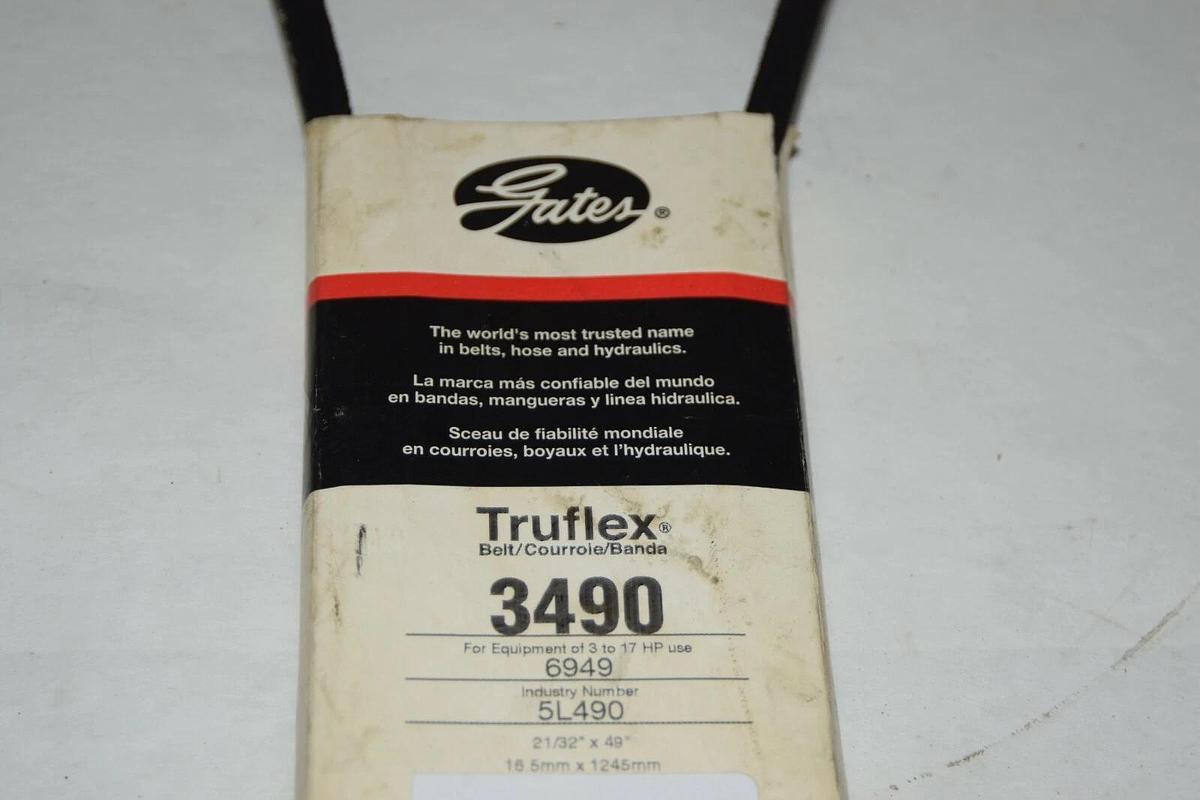 Gates®
The world's most trusted name
in belts, hose and hydraulics.
La marca más confiable del mundo
en bandas, mangueras y linea hidraulica.
Sceau de fiabilité mondiale
en courroies, boyaux et l'hydraulique.
Truflex®
Belt/Courroie/Banda
3490
For Equipment of 3 to 17 HP use
6949
Industry Number
5L490
21/32" x 49"
16.5mm x 1245mm